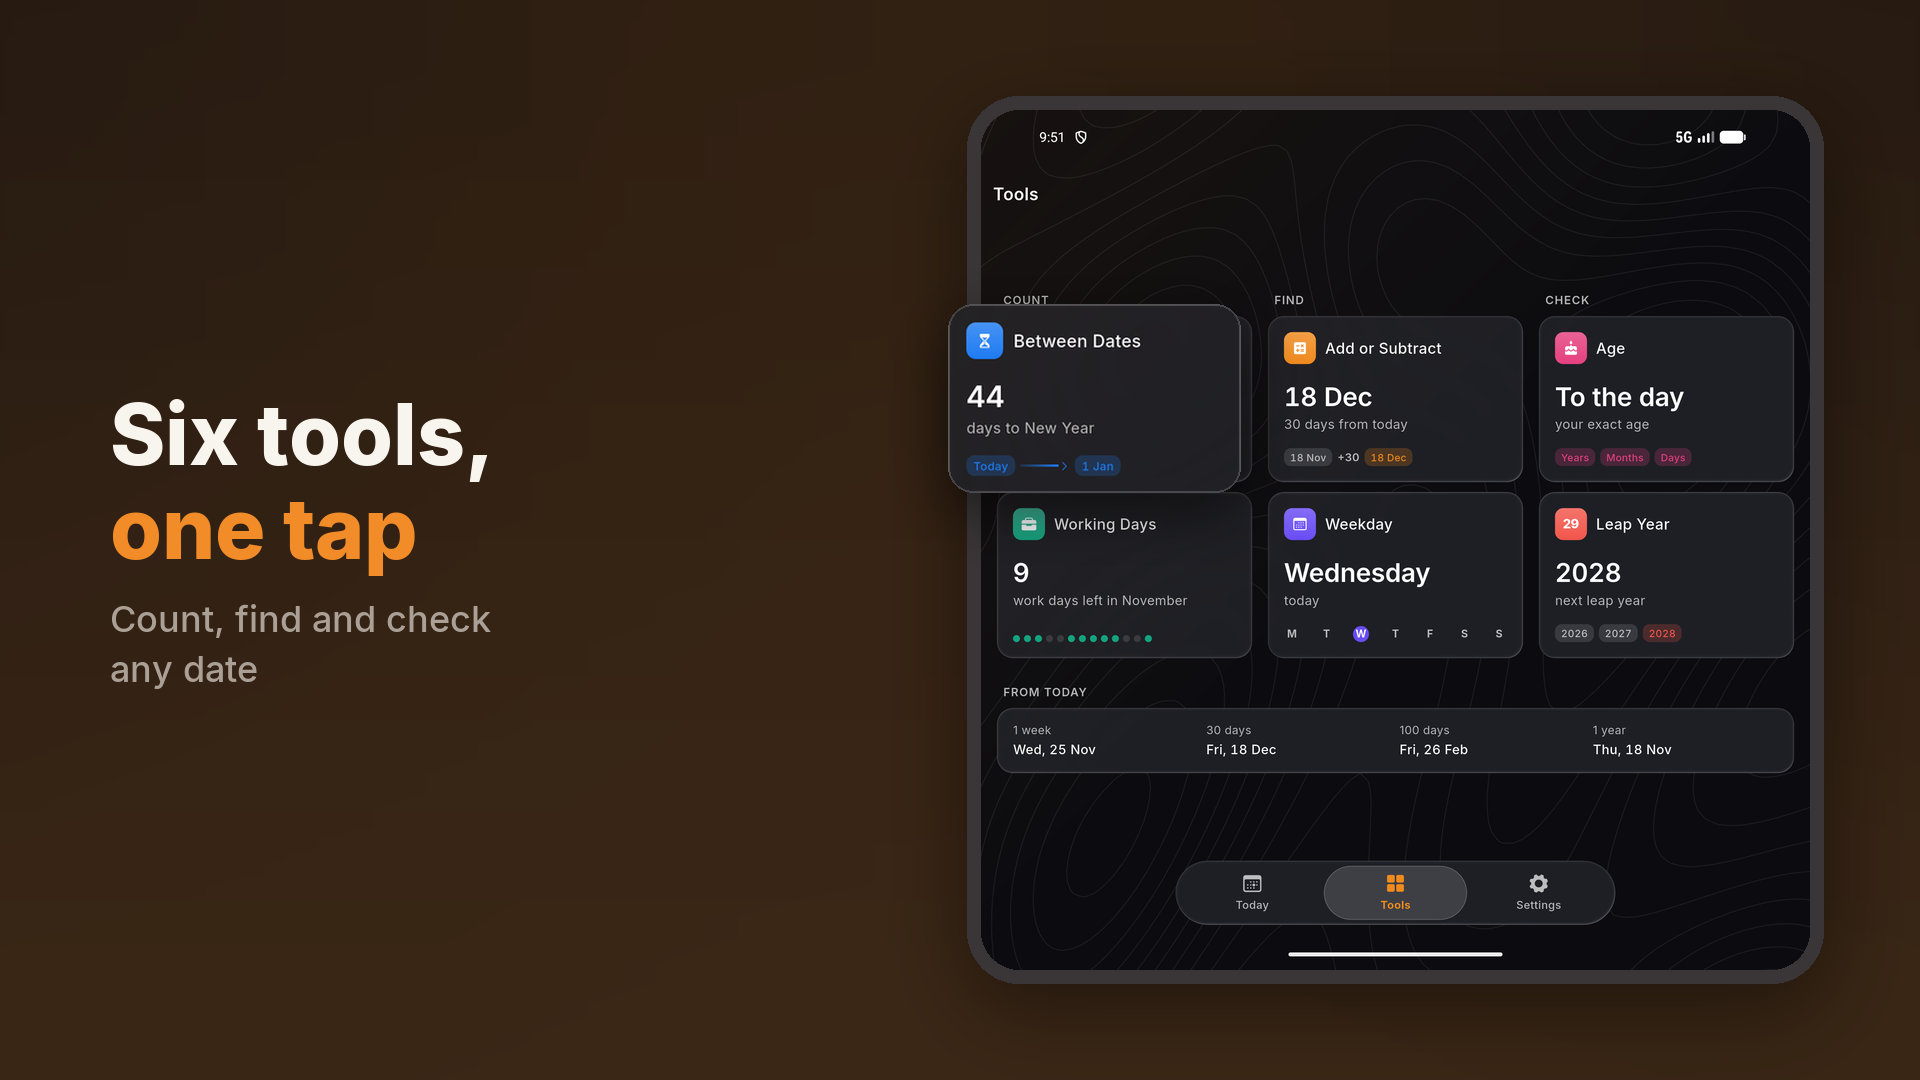 Six tools,
one tap
Count, find and check
any date
9:51
5G
Tools
COUNT
Between Dates
44
days to New Year
Today
1 Jan
FIND
Add or Subtract
18 Dec
30 days from today
18 Nov +30 18 Dec
CHECK
Age
To the day
your exact age
Years Months Days
Working Days
9
work days left in November
Weekday
Wednesday
today
M T W T F S S
29
Leap Year
2028
next leap year
2026 2027 2028
FROM TODAY
1 week
Wed, 25 Nov
30 days
Fri, 18 Dec
100 days
Fri, 26 Feb
1 year
Thu, 18 Nov
Today
Tools
Settings